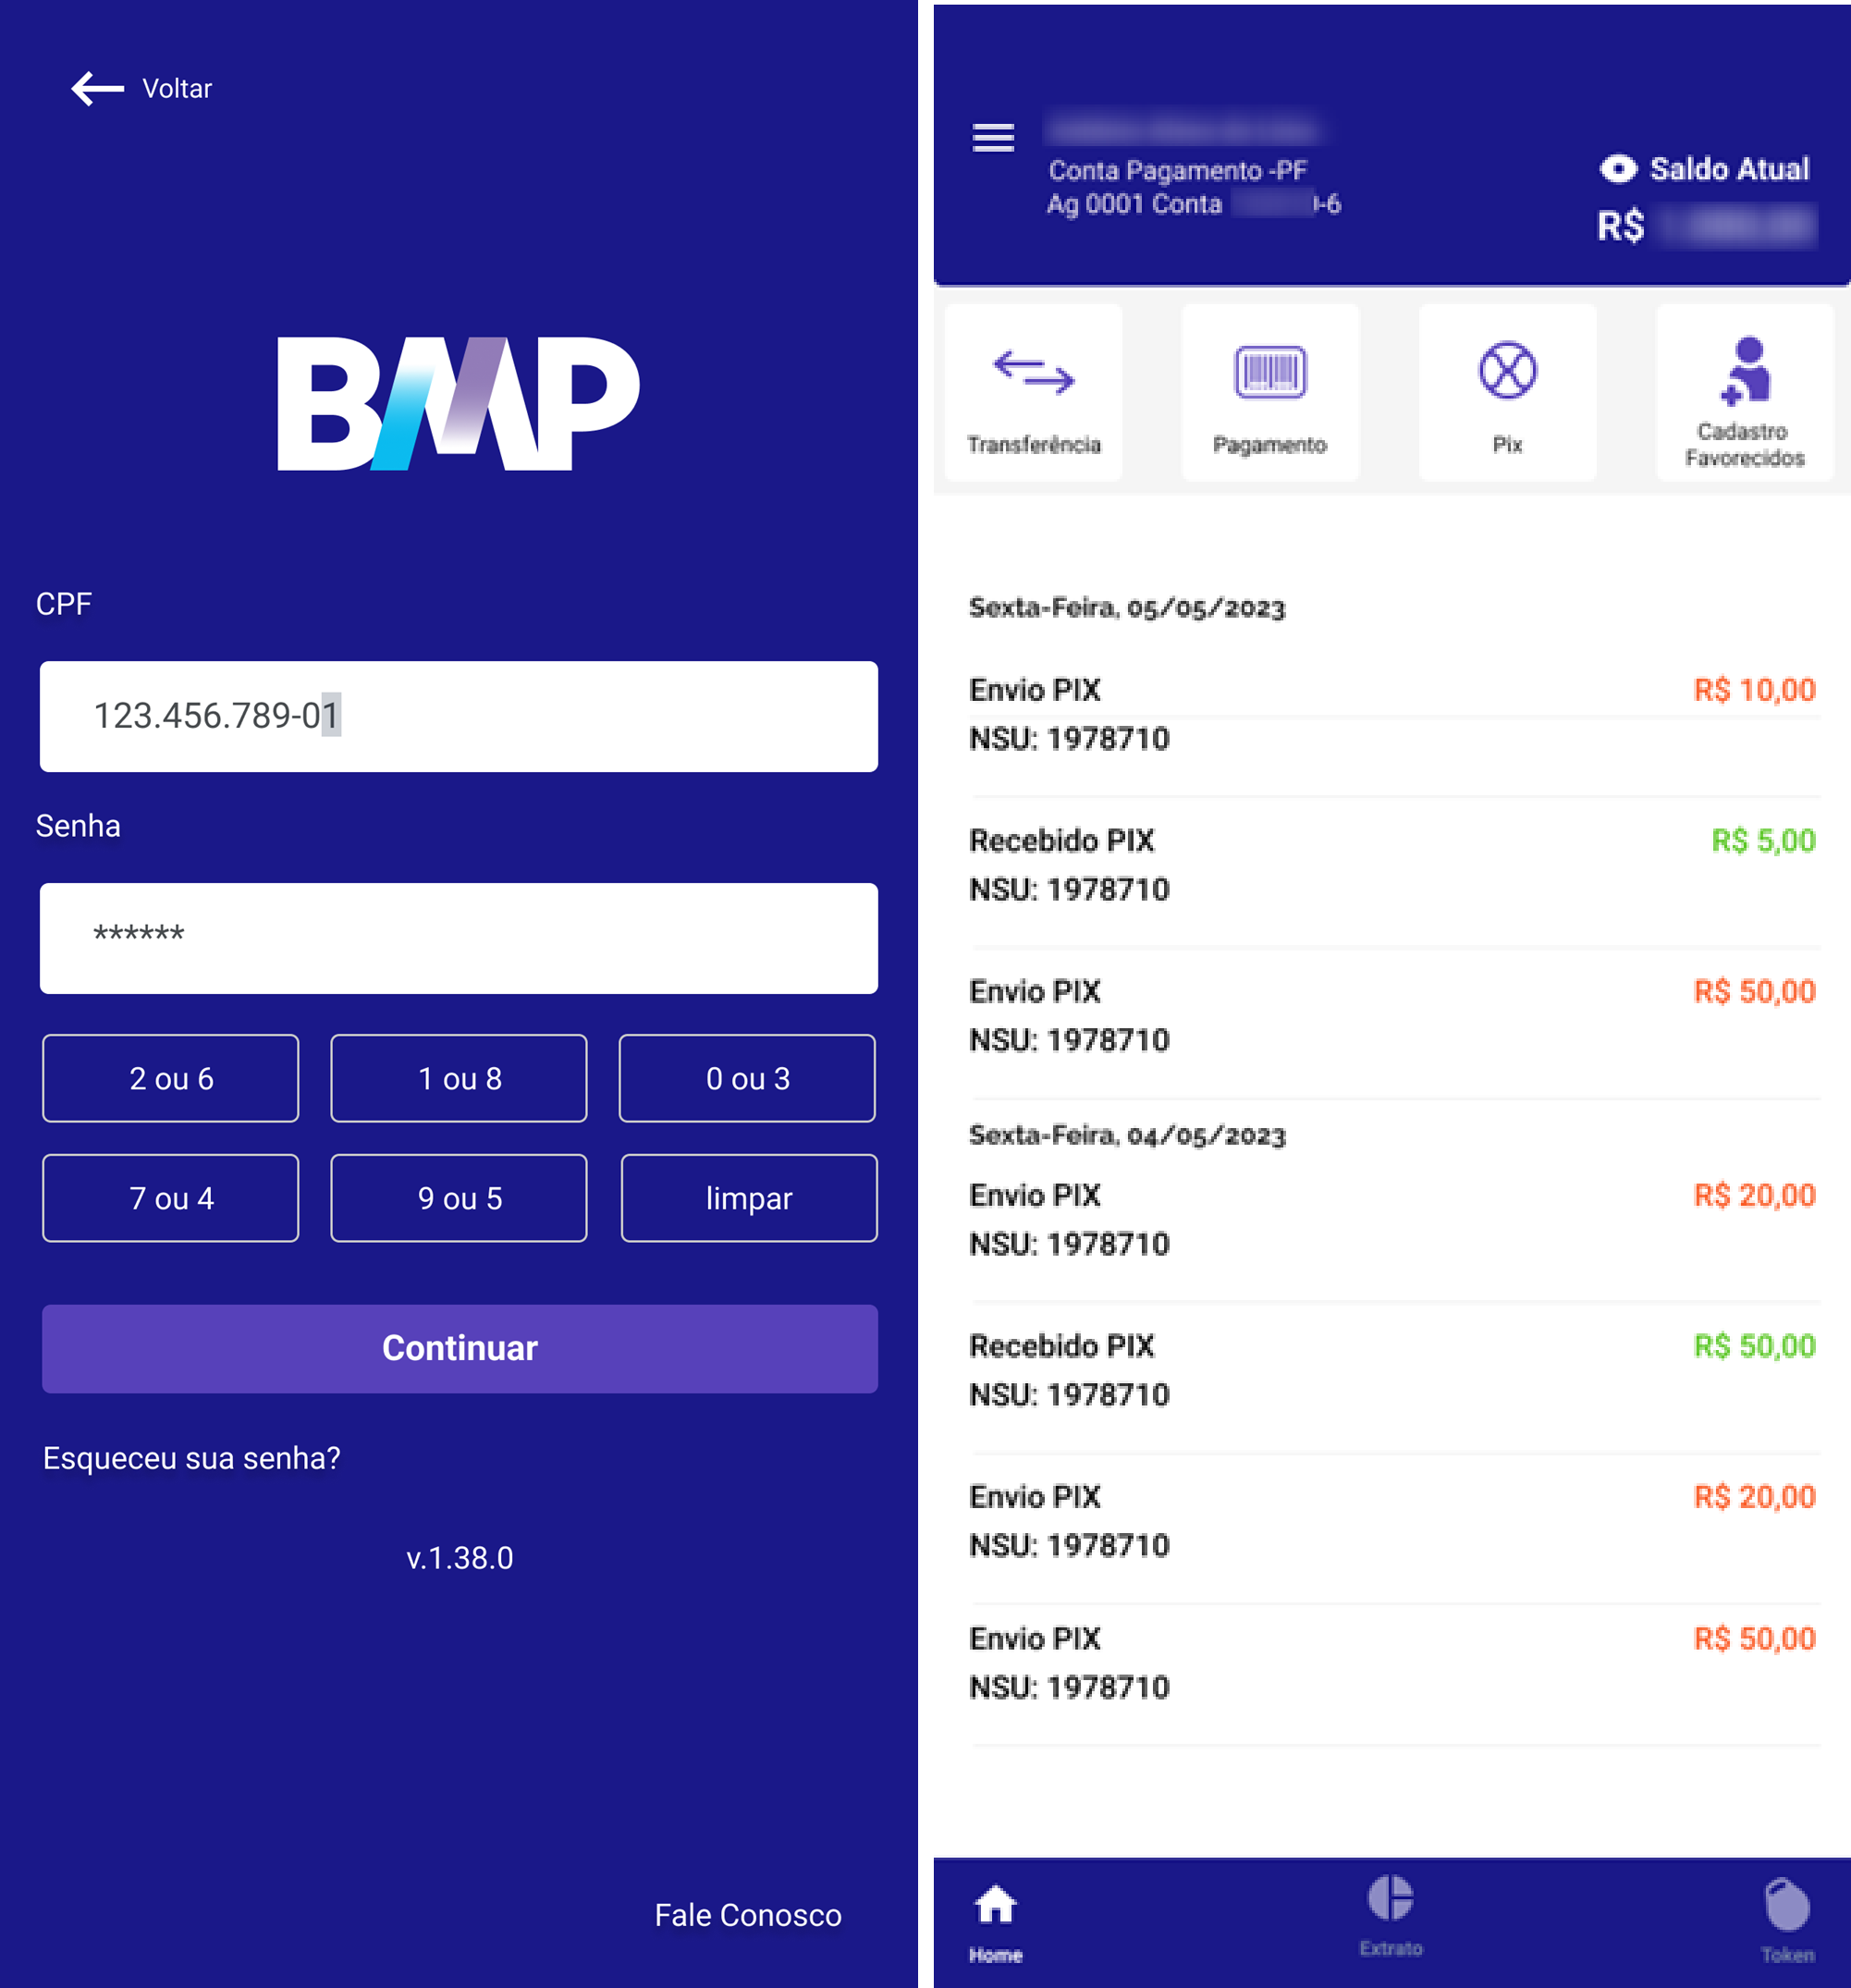 Voltar
BMP
CPF
123.456.789-01
Senha
******
2 ou 6
1 ou 8
0 ou 3
7 ou 4
9 ou 5
limpar
Continuar
Esqueceu sua senha?
v.1.38.0
Fale Conosco
Conta Pagamento -PF
Ag 0001 Conta -6
Saldo Atual
R$
Transferência
Pagamento
Pix
Cadastro
Favorecidos
Sexta-Feira, 05/05/2023
Envio PIX R$ 10,00
NSU: 1978710
Recebido PIX R$ 5,00
NSU: 1978710
Envio PIX R$ 50,00
NSU: 1978710
Sexta-Feira, 04/05/2023
Envio PIX R$ 20,00
NSU: 1978710
Recebido PIX R$ 50,00
NSU: 1978710
Envio PIX R$ 20,00
NSU: 1978710
Envio PIX R$ 50,00
NSU: 1978710
Home
Extrato
Token